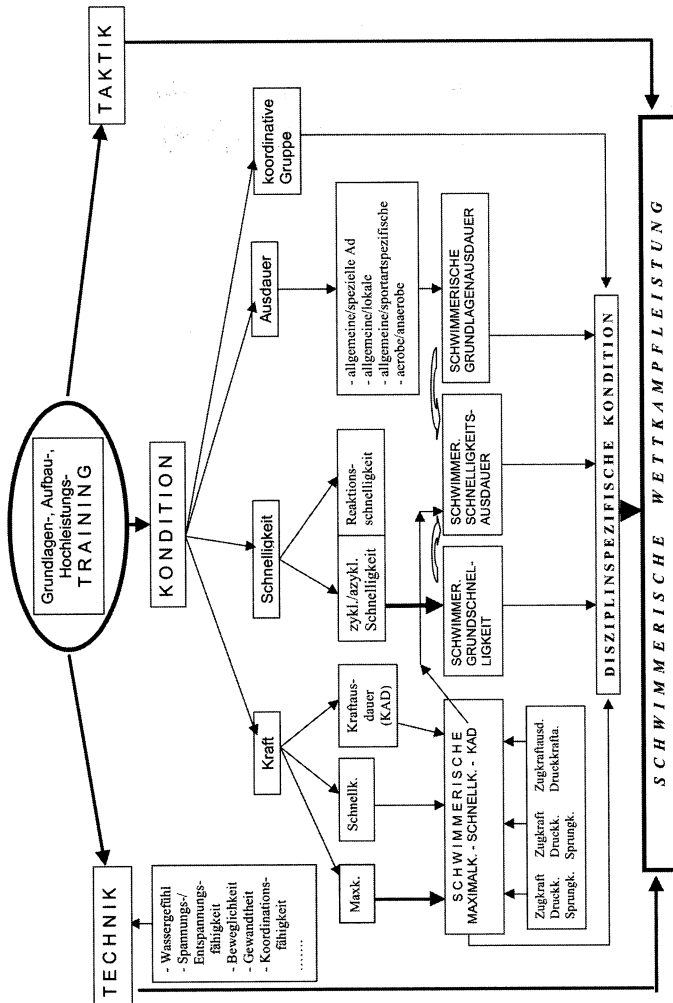 Grundlagen-, Aufbau-,
Hochleistungs-
TRAINING
TECHNIK
KONDITION
TAKTIK
- Wassergefühl
- Spannungs-/
Entspannungs-
fähigkeit
- Beweglichkeit
- Gewandtheit
- Koordinations-
fähigkeit
........
Kraft
Schnelligkeit
Ausdauer
koordinative
Gruppe
Maxk.
Schnellk.
Kraftaus-
dauer
(KAD)
zykl./azykl.
Schnelligkeit
Reaktions-
schnelligkeit
- allgemeine/spezielle Ad
- allgemeine/lokale
- allgemeine/sportartspezifische
- aerobe/anaerobe
SCHWIMMERISCHE
MAXIMALK. - SCHNELLK. - KAD
SCHWIMMER.
GRUNDSCHNEL-
LIGKEIT
SCHWIMMER.
SCHNELLIGKEITS-
AUSDAUER
SCHWIMMERISCHE
GRUNDLAGENAUSDAUER
Zugkraft
Druckk.
Sprungk.
Zugkraft
Druckk.
Sprungk.
Zugkraftausd.
Druckkrafta.
DISZIPLINSPEZIFISCHE KONDITION
SCHWIMMERISCHE WETTKAMPFLEISTUNG